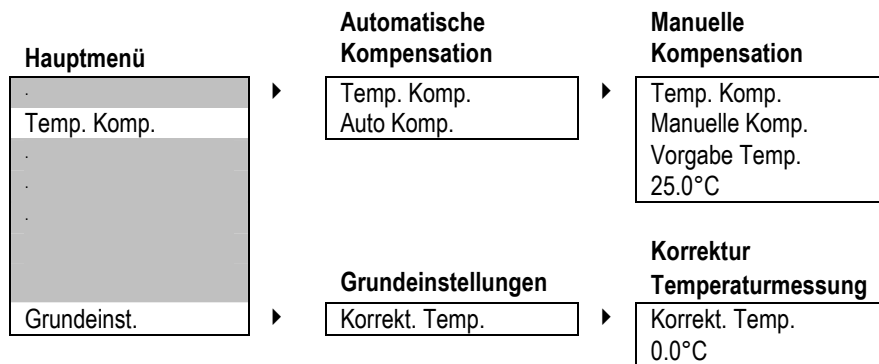 Hauptmenü
.
Temp. Komp.
.
.
.
Grundeinst.
Automatische
Kompensation
Temp. Komp.
Auto Komp.
Manuelle
Kompensation
Temp. Komp.
Manuelle Komp.
Vorgabe Temp.
25.0°C
Grundeinstellungen
Korrekt. Temp.
Korrektur
Temperaturmessung
Korrekt. Temp.
0.0°C